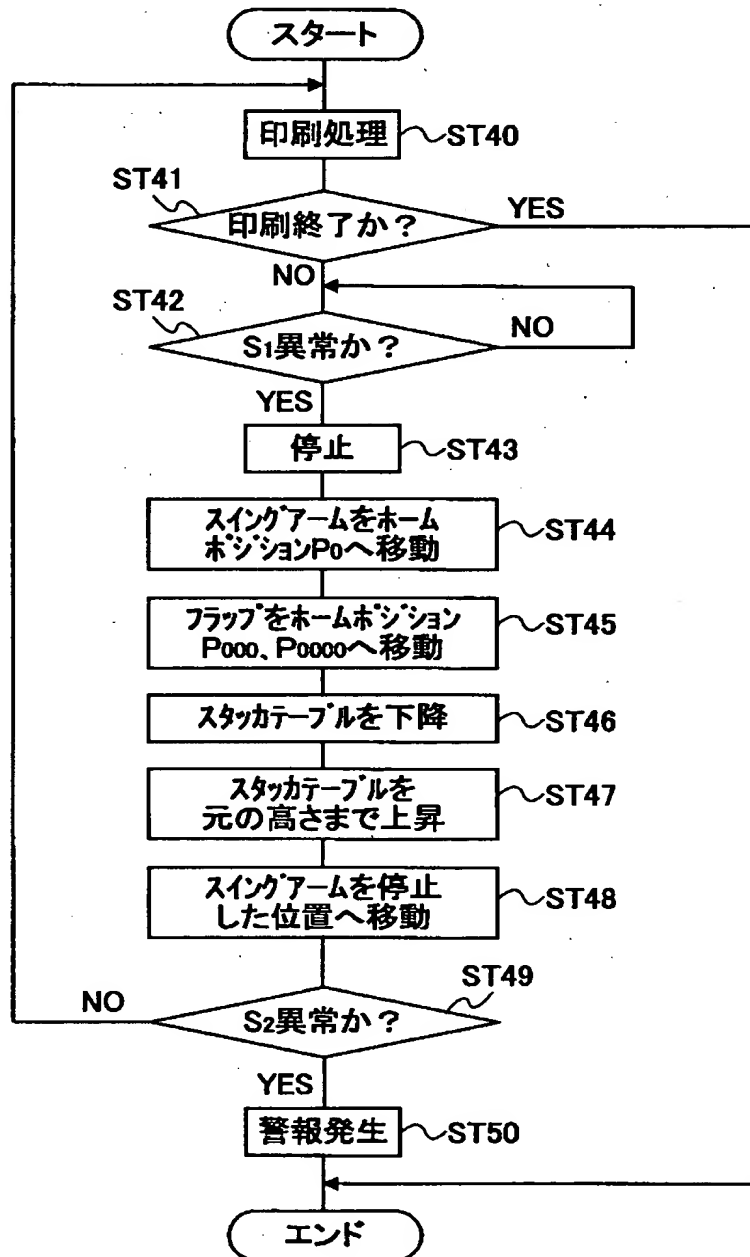 スタート
印刷処理
ST40
ST41
印刷終了か？
YES
NO
ST42
S1異常か？
NO
YES
停止
ST43
スイングアームをホーム
ポジションP0へ移動
ST44
フラップをホームポジション
P000、P0000へ移動
ST45
スタッカテーブルを下降
ST46
スタッカテーブルを
元の高さまで上昇
ST47
スイングアームを停止
した位置へ移動
ST48
ST49
NO
S2異常か？
YES
警報発生
ST50
エンド